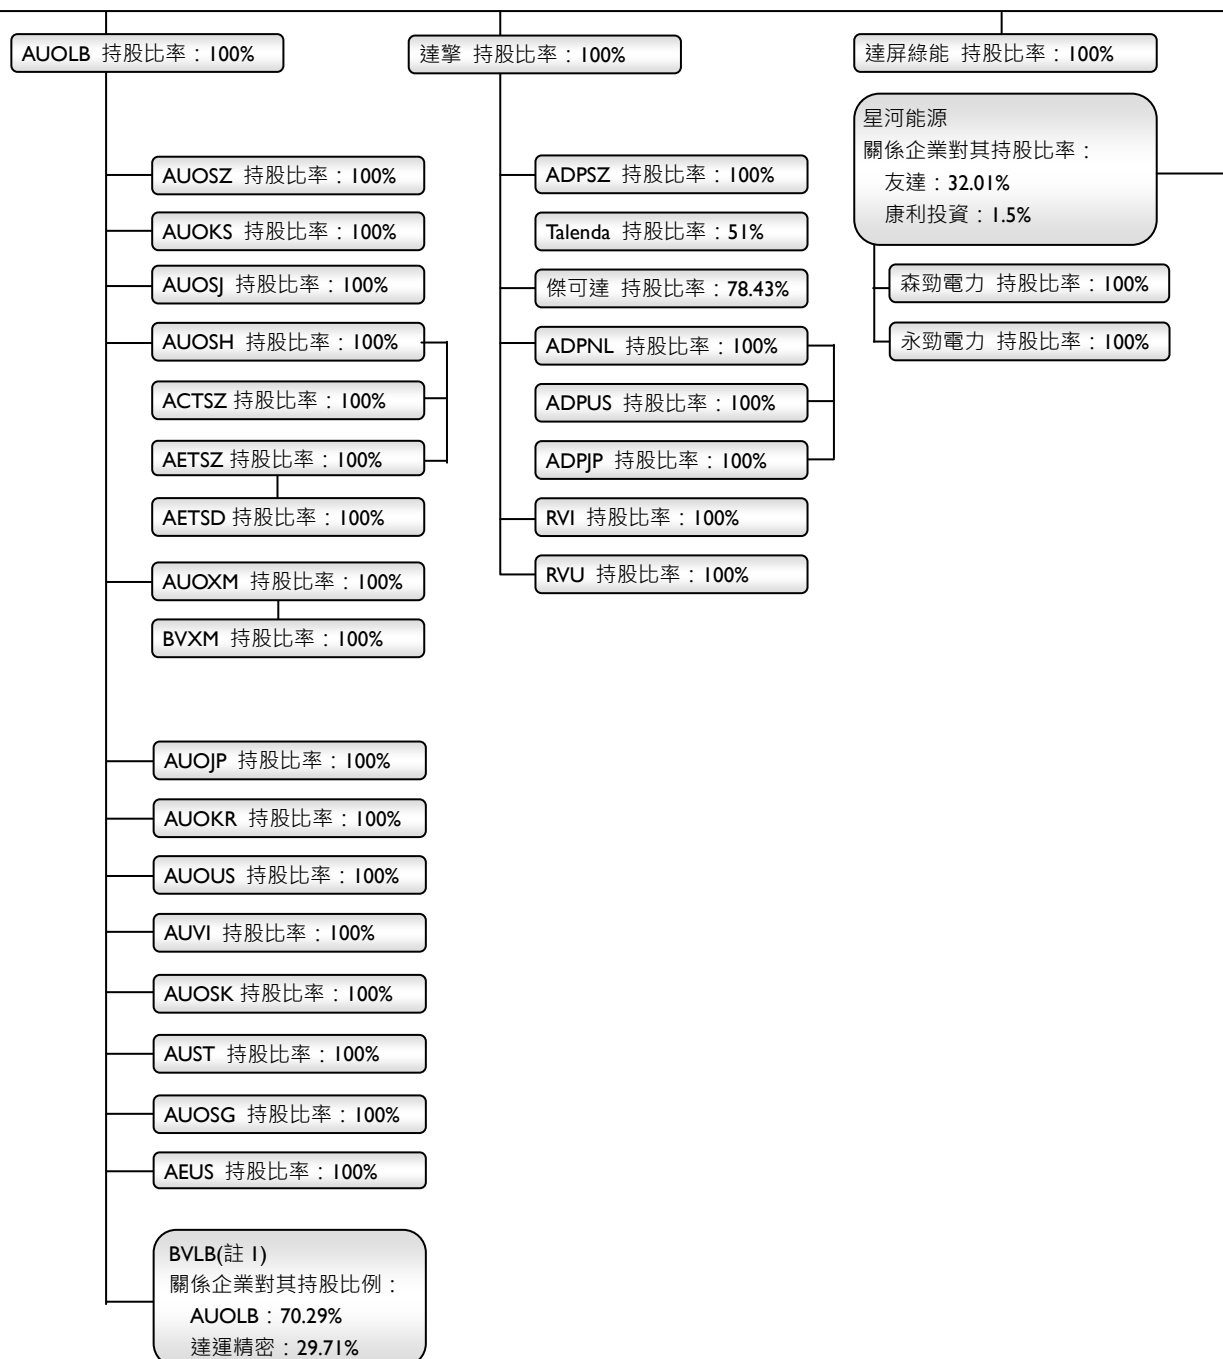 AUOLB 持股比率：100%
AUOSZ 持股比率：100%
AUOKS 持股比率：100%
AUOSJ 持股比率：100%
AUOSH 持股比率：100%
ACTSZ 持股比率：100%
AETSZ 持股比率：100%
AETSD 持股比率：100%
AUOXM 持股比率：100%
BVXM 持股比率：100%
AUOJP 持股比率：100%
AUOKR 持股比率：100%
AUOUS 持股比率：100%
AUVI 持股比率：100%
AUOSK 持股比率：100%
AUST 持股比率：100%
AUOSG 持股比率：100%
AEUS 持股比率：100%
BVLB(註 1)
關係企業對其持股比例：
AUOLB：70.29%
達運精密：29.71%
達擎 持股比率：100%
ADPSZ 持股比率：100%
Talenda 持股比率：51%
傑可達 持股比率：78.43%
ADPNL 持股比率：100%
ADPUS 持股比率：100%
ADPJP 持股比率：100%
RVI 持股比率：100%
RVU 持股比率：100%
達屏綠能 持股比率：100%
星河能源
關係企業對其持股比率：
友達：32.01%
康利投資：1.5%
森勁電力 持股比率：100%
永勁電力 持股比率：100%